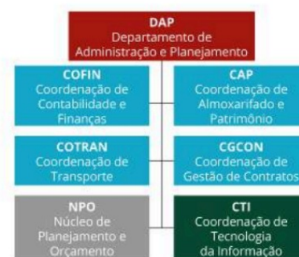 DAP
Departamento de
Administração e Planejamento
COFIN
Coordenação de
Contabilidade e
Finanças
CAP
Coordenação de
Almoxarifado e
Patrimônio
COTRAN
Coordenação
de Transporte
CGCON
Coordenação de
Gestão de Contratos
NPO
Núcleo de
Planejamento e
Orçamento
CTI
Coordenação de
Tecnologia
da Informação